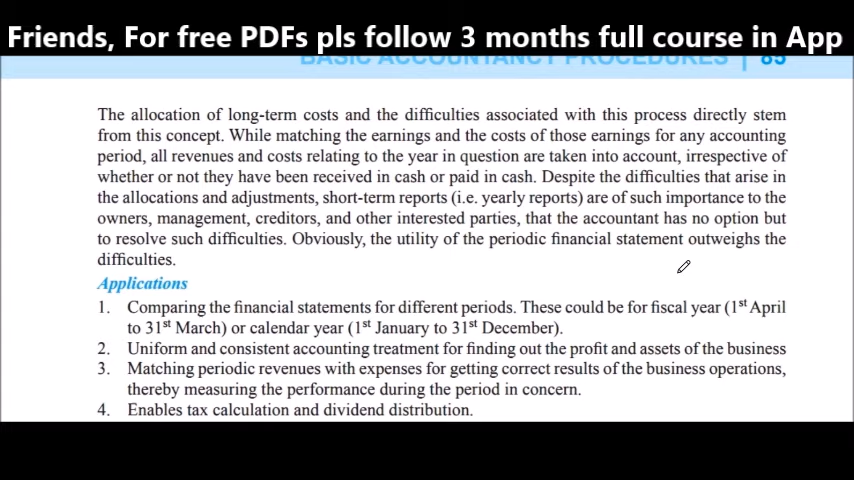 Friends, For free PDFs pls follow 3 months full course in App
BASIC ACCOUNTANCY PROCEDURES | 85
The allocation of long-term costs and the difficulties associated with this process directly stem
from this concept. While matching the earnings and the costs of those earnings for any accounting
period, all revenues and costs relating to the year in question are taken into account, irrespective of
whether or not they have been received in cash or paid in cash. Despite the difficulties that arise in
the allocations and adjustments, short-term reports (i.e. yearly reports) are of such importance to the
owners, management, creditors, and other interested parties, that the accountant has no option but
to resolve such difficulties. Obviously, the utility of the periodic financial statement outweighs the
difficulties.
Applications
1. Comparing the financial statements for different periods. These could be for fiscal year (1st April
to 31st March) or calendar year (1st January to 31st December).
2. Uniform and consistent accounting treatment for finding out the profit and assets of the business
3. Matching periodic revenues with expenses for getting correct results of the business operations,
thereby measuring the performance during the period in concern.
4. Enables tax calculation and dividend distribution.